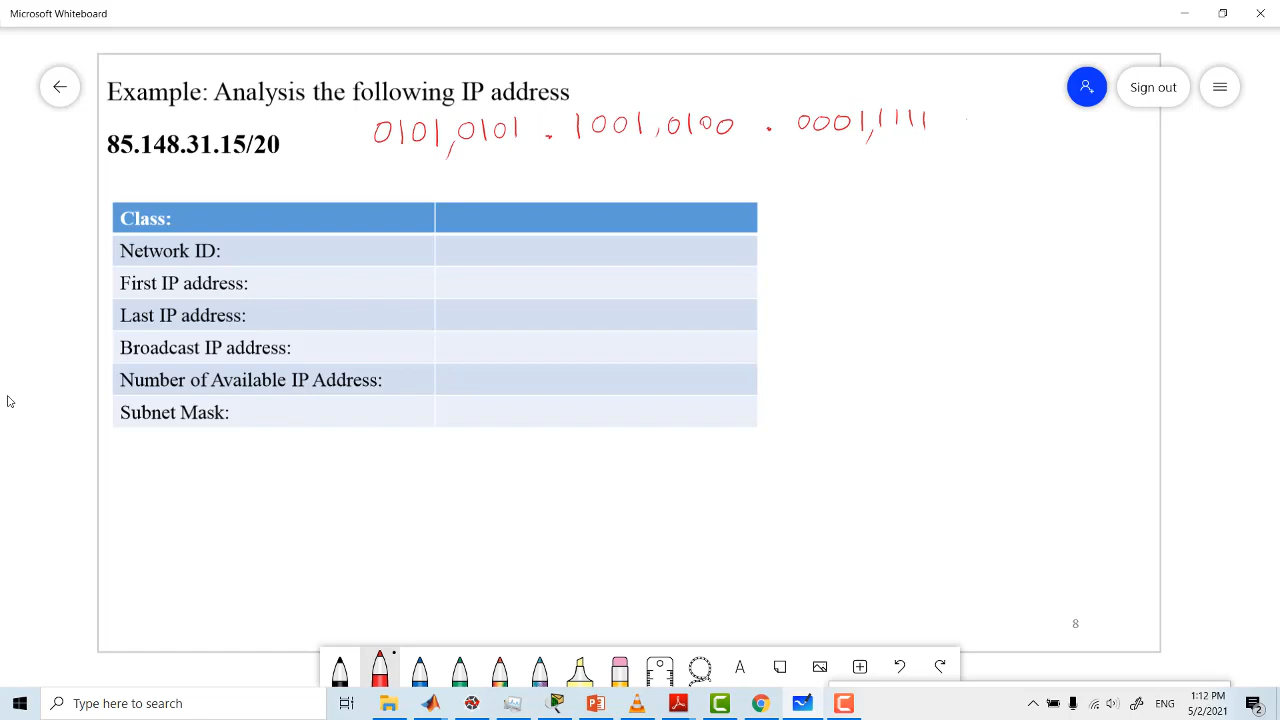 Microsoft Whiteboard
Example: Analysis the following IP address
Sign out
0101,0101 . 1001,0100 . 0001,1111
85.148.31.15/20
Class:
Network ID:
First IP address:
Last IP address:
Broadcast IP address:
Number of Available IP Address:
Subnet Mask:
8
A
Type here to search
ENG
1:12 PM
5/2/2021
2